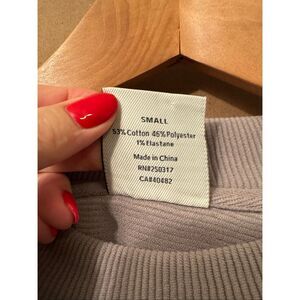 SMALL
53% Cotton 46% Polyester
1% Elastane
Made in China
RN#250317
CA#40482